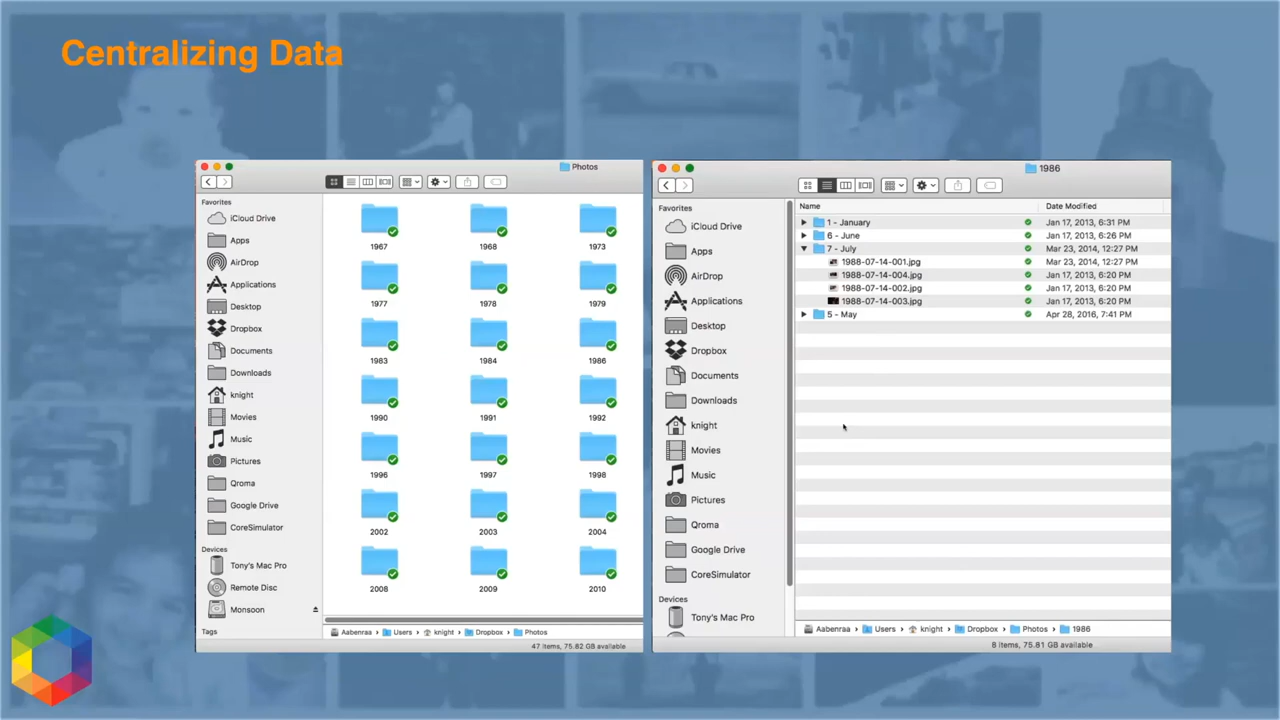 Centralizing Data
Photos
Favorites
iCloud Drive
Apps
AirDrop
Applications
Desktop
Dropbox
Documents
Downloads
knight
Movies
Music
Pictures
Qroma
Google Drive
CoreSimulator
Devices
Tony's Mac Pro
Remote Disc
Monsoon
Tags
1967 1968 1973
1977 1978 1979
1983 1984 1986
1990 1991 1992
1996 1997 1998
2002 2003 2004
2008 2009 2010
Aabenraa › Users › knight › Dropbox › Photos
47 items, 75.82 GB available
1986
Favorites
iCloud Drive
Apps
AirDrop
Applications
Desktop
Dropbox
Documents
Downloads
knight
Movies
Music
Pictures
Qroma
Google Drive
CoreSimulator
Devices
Tony's Mac Pro
Name Date Modified
1 - January Jan 17, 2013, 6:31 PM
6 - June Jan 17, 2013, 6:26 PM
7 - July Mar 23, 2014, 12:27 PM
1988-07-14-001.jpg Mar 23, 2014, 12:27 PM
1988-07-14-004.jpg Jan 17, 2013, 6:20 PM
1988-07-14-002.jpg Jan 17, 2013, 6:20 PM
1988-07-14-003.jpg Jan 17, 2013, 6:20 PM
5 - May Apr 28, 2016, 7:41 PM
Aabenraa › Users › knight › Dropbox › Photos › 1986
8 items, 75.81 GB available